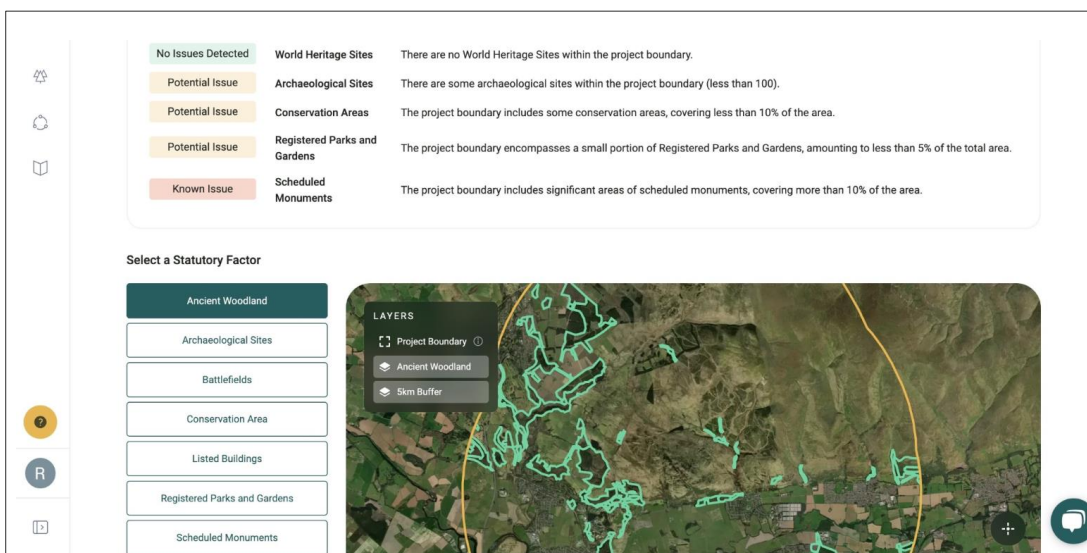 No Issues Detected World Heritage Sites There are no World Heritage Sites within the project boundary.
Potential Issue Archaeological Sites There are some archaeological sites within the project boundary (less than 100).
Potential Issue Conservation Areas The project boundary includes some conservation areas, covering less than 10% of the area.
Potential Issue Registered Parks and Gardens The project boundary encompasses a small portion of Registered Parks and Gardens, amounting to less than 5% of the total area.
Known Issue Scheduled Monuments The project boundary includes significant areas of scheduled monuments, covering more than 10% of the area.
Select a Statutory Factor
Ancient Woodland
Archaeological Sites
Battlefields
Conservation Area
Listed Buildings
Registered Parks and Gardens
Scheduled Monuments
LAYERS
Project Boundary
Ancient Woodland
5km Buffer
?
R